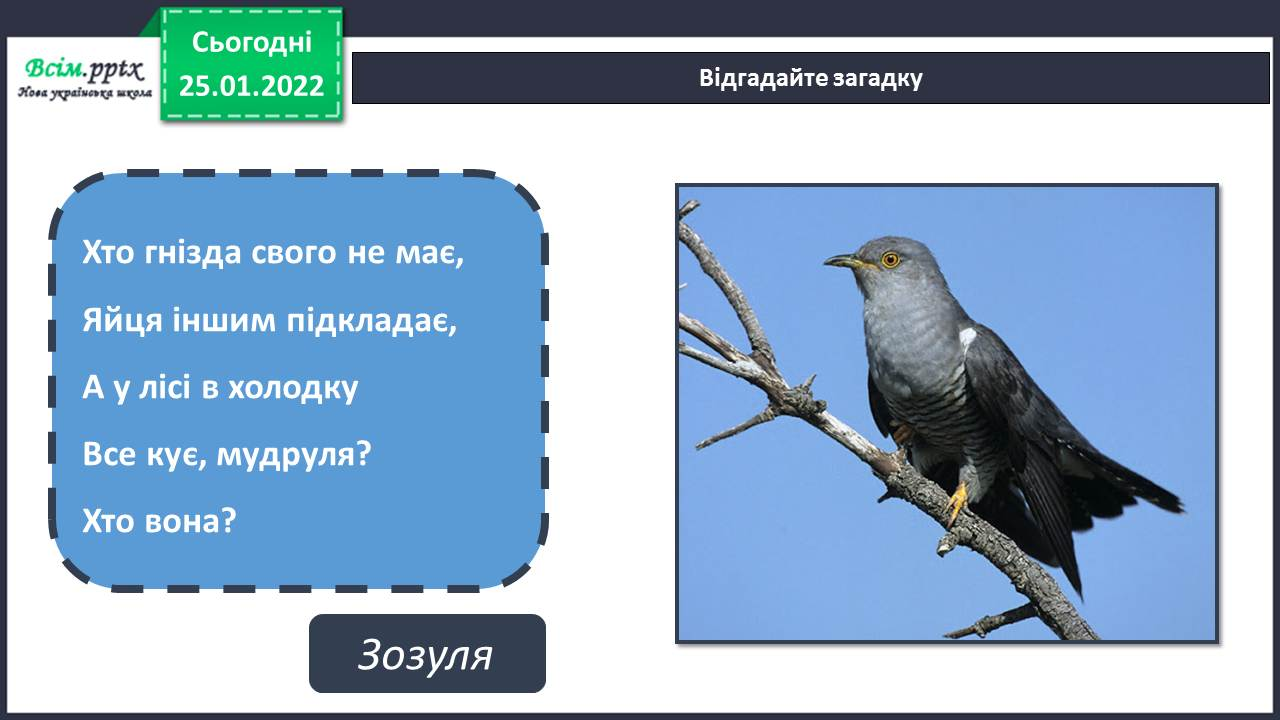 Всім.pptx
Нова українська школа
Сьогодні
25.01.2022
Відгадайте загадку
Хто гнізда свого не має,
Яйця іншим підкладає,
А у лісі в холодку
Все кує, мудруля?
Хто вона?
Зозуля